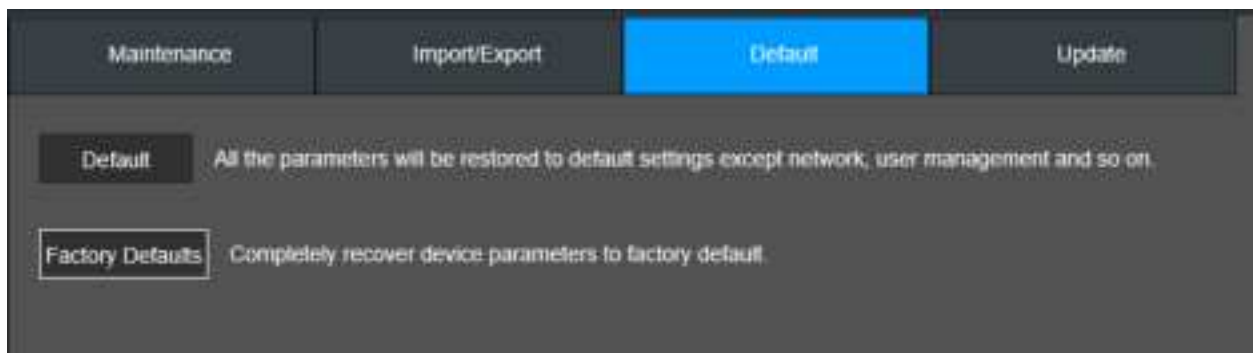 Maintenance Import/Export Default Update
Default All the parameters will be restored to default settings except network, user management and so on.
Factory Defaults Completely recover device parameters to factory default.